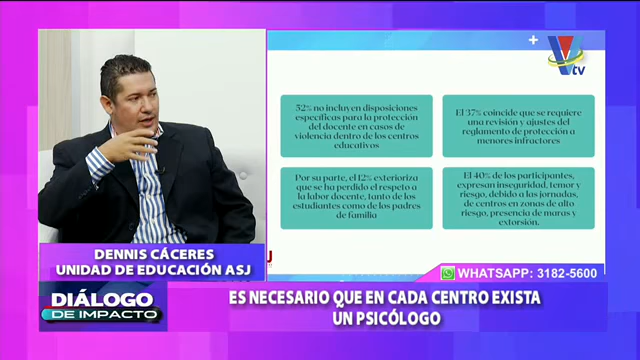 V
tv
32% no incluyen disposiciones
específicas para la protección
del docente en casos de
violencia dentro de los centros
educativos
El 37% coincide que se requiere
una revisión y ajustes del
reglamento de protección a
menores infractores
Por su parte, el 12% exterioriza
que se ha perdido el respeto a
la labor docente, tanto de los
estudiantes como de los padres
de familia
El 40% de los participantes,
expresan inseguridad, temor y
riesgo, debido a las jornadas,
de centros en zonas de alto
riesgo, presencia de maras y
extorsión.
DENNIS CÁCERES
UNIDAD DE EDUCACIÓN ASJ
WHATSAPP: 3182-5600
DIÁLOGO
DE IMPACTO
ES NECESARIO QUE EN CADA CENTRO EXISTA
UN PSICÓLOGO